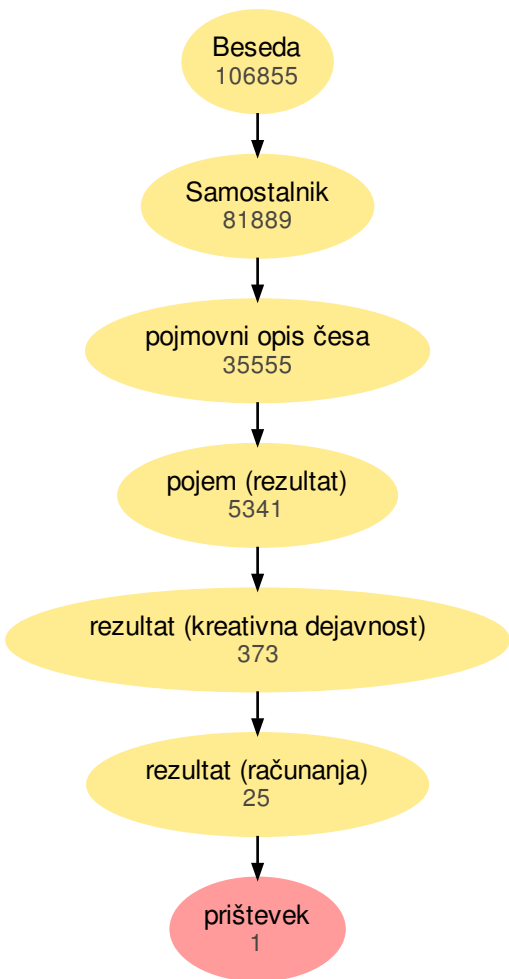 Beseda
106855
Samostalnik
81889
pojmovni opis česa
35555
pojem (rezultat)
5341
rezultat (kreativna dejavnost)
373
rezultat (računanja)
25
prištevek
1